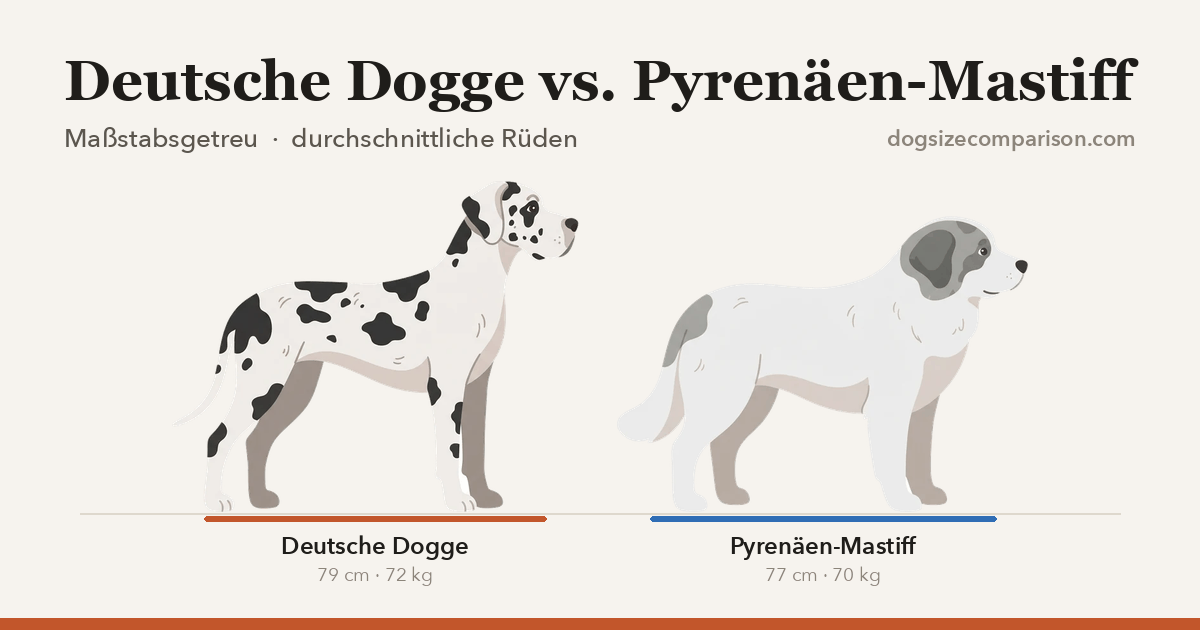 Deutsche Dogge vs. Pyrenäen-Mastiff
Maßstabsgetreu · durchschnittliche Rüden
dogsizecomparison.com
Deutsche Dogge
79 cm · 72 kg
Pyrenäen-Mastiff
77 cm · 70 kg